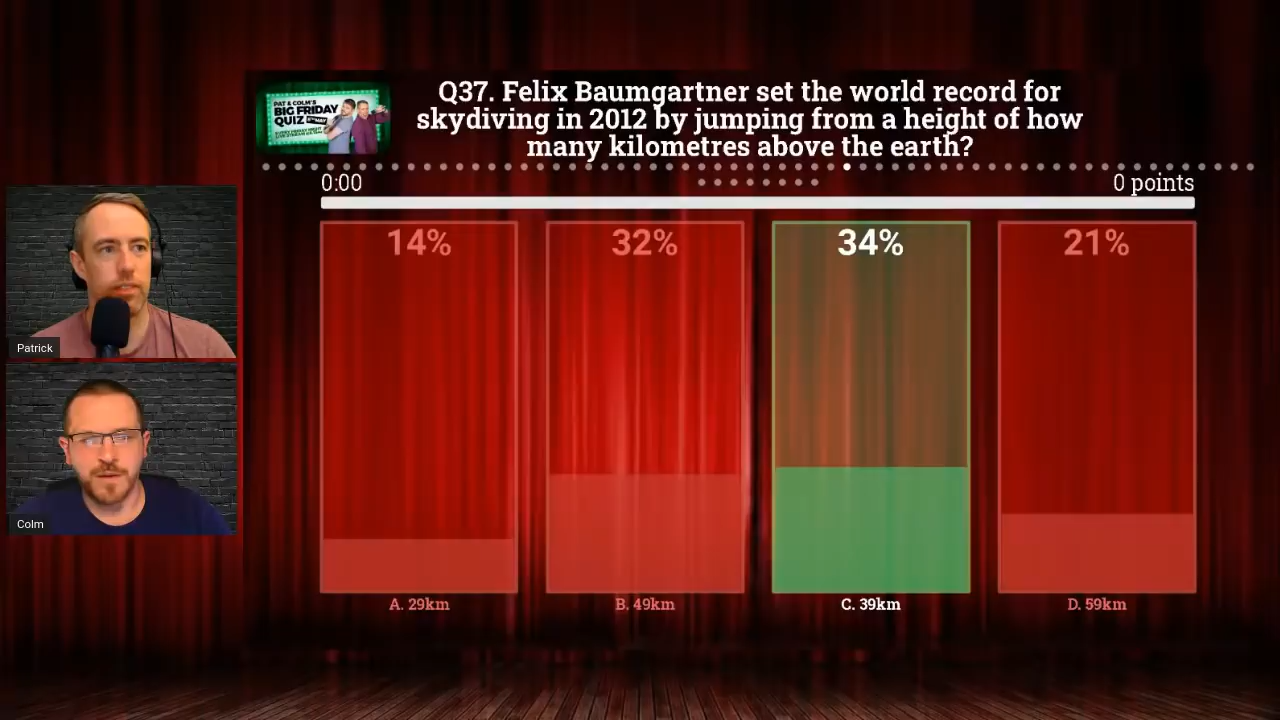 Q37. Felix Baumgartner set the world record for
skydiving in 2012 by jumping from a height of how
many kilometres above the earth?
PAT & COLM'S
BIG FRIDAY
QUIZ
0:00
0 points
14%
32%
34%
21%
A. 29km
B. 49km
C. 39km
D. 59km
Patrick
Colm